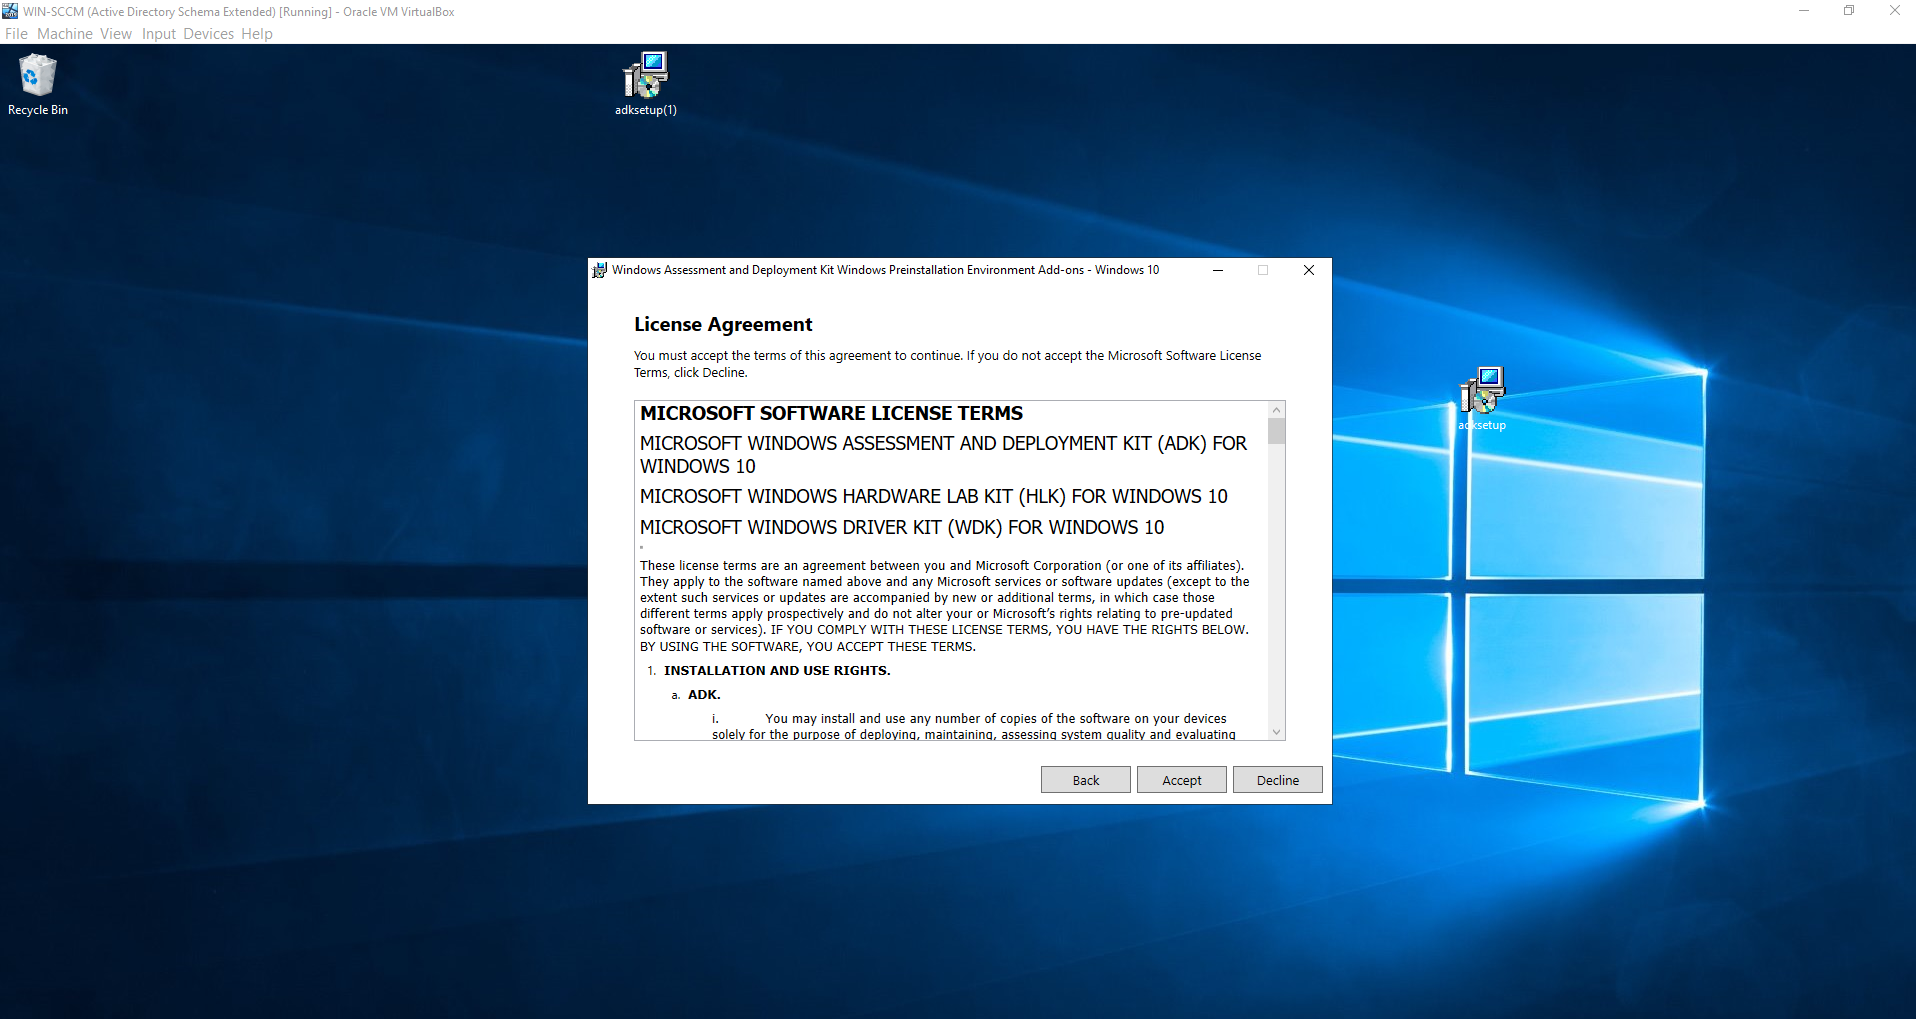 WIN-SCCM (Active Directory Schema Extended) [Running] - Oracle VM VirtualBox
File Machine View Input Devices Help
Recycle Bin
adksetup(1)
Windows Assessment and Deployment Kit Windows Preinstallation Environment Add-ons - Windows 10
License Agreement
You must accept the terms of this agreement to continue. If you do not accept the Microsoft Software License
Terms, click Decline.
MICROSOFT SOFTWARE LICENSE TERMS
MICROSOFT WINDOWS ASSESSMENT AND DEPLOYMENT KIT (ADK) FOR
WINDOWS 10
MICROSOFT WINDOWS HARDWARE LAB KIT (HLK) FOR WINDOWS 10
MICROSOFT WINDOWS DRIVER KIT (WDK) FOR WINDOWS 10
These license terms are an agreement between you and Microsoft Corporation (or one of its affiliates).
They apply to the software named above and any Microsoft services or software updates (except to the
extent such services or updates are accompanied by new or additional terms, in which case those
different terms apply prospectively and do not alter your or Microsoft’s rights relating to pre-updated
software or services). IF YOU COMPLY WITH THESE LICENSE TERMS, YOU HAVE THE RIGHTS BELOW.
BY USING THE SOFTWARE, YOU ACCEPT THESE TERMS.
1. INSTALLATION AND USE RIGHTS.
a. ADK.
i. You may install and use any number of copies of the software on your devices
solely for the purpose of deploying, maintaining, assessing system quality and evaluating
Back Accept Decline
adksetup